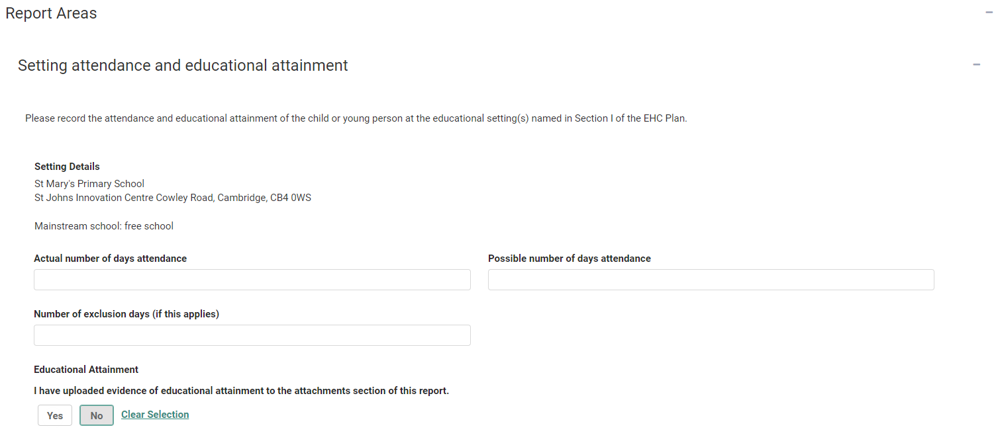 Report Areas
Setting attendance and educational attainment
Please record the attendance and educational attainment of the child or young person at the educational setting(s) named in Section I of the EHC Plan.
Setting Details
St Mary's Primary School
St Johns Innovation Centre Cowley Road, Cambridge, CB4 0WS
Mainstream school: free school
Actual number of days attendance
Possible number of days attendance
Number of exclusion days (if this applies)
Educational Attainment
I have uploaded evidence of educational attainment to the attachments section of this report.
Yes No Clear Selection